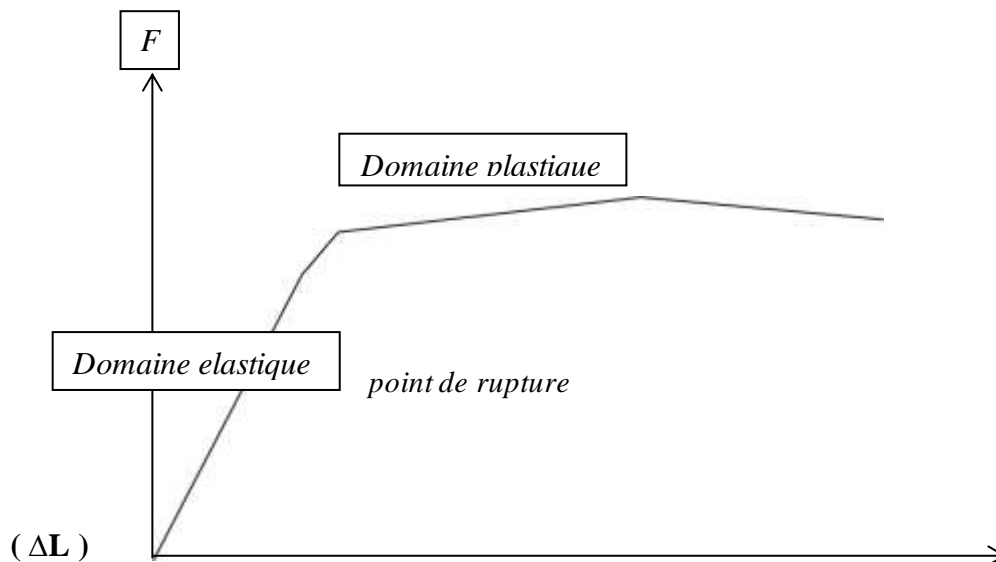 F
Domaine plastique
Domaine elastique
point de rupture
( ΔL )